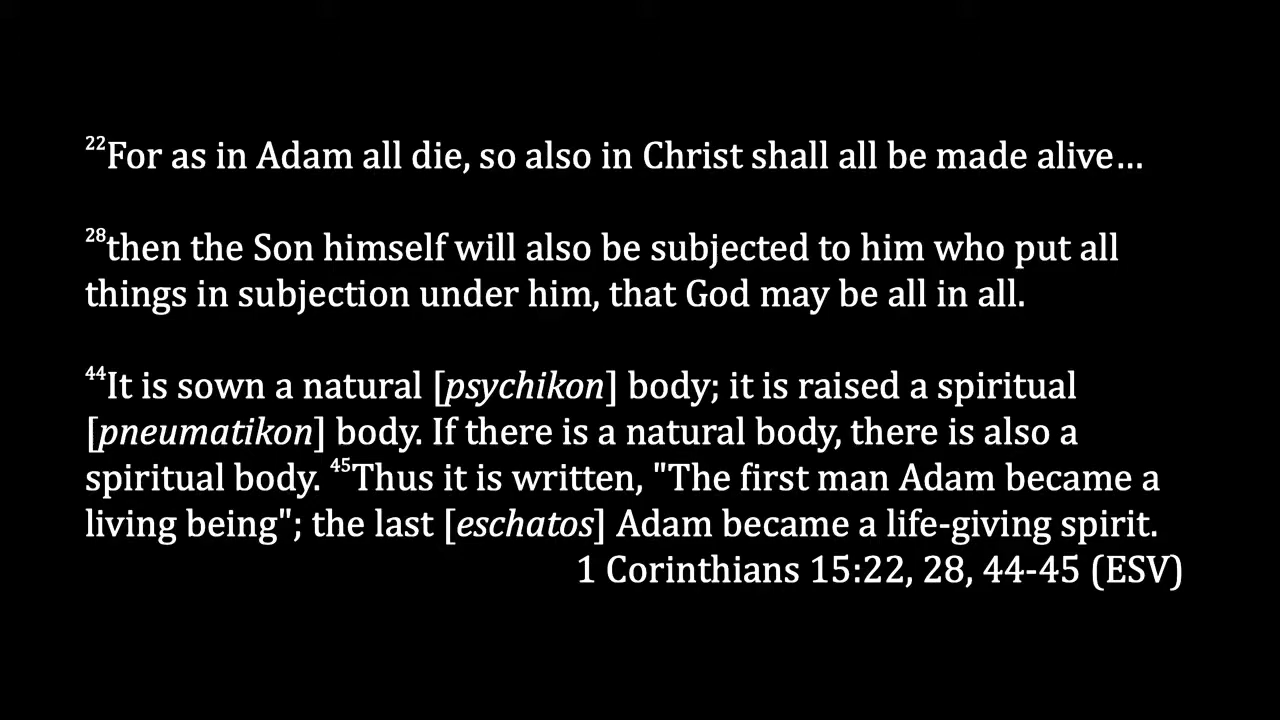 22For as in Adam all die, so also in Christ shall all be made alive…
28then the Son himself will also be subjected to him who put all
things in subjection under him, that God may be all in all.
44It is sown a natural [psychikon] body; it is raised a spiritual
[pneumatikon] body. If there is a natural body, there is also a
spiritual body. 45Thus it is written, "The first man Adam became a
living being"; the last [eschatos] Adam became a life-giving spirit.
1 Corinthians 15:22, 28, 44-45 (ESV)